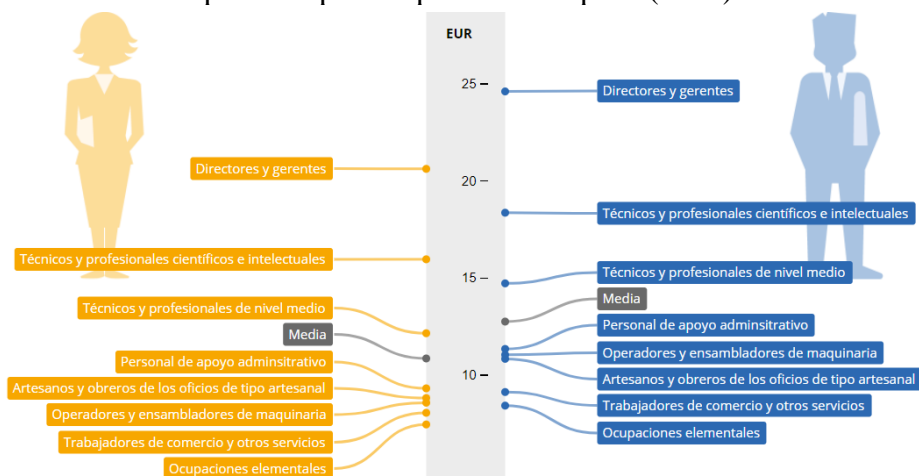 EUR
25
Directores y gerentes
Directores y gerentes
20
Técnicos y profesionales científicos e intelectuales
Técnicos y profesionales científicos e intelectuales
15
Técnicos y profesionales de nivel medio
Media
Técnicos y profesionales de nivel medio
Personal de apoyo adminsitrativo
Media
Operadores y ensambladores de maquinaria
Personal de apoyo adminsitrativo
10
Artesanos y obreros de los oficios de tipo artesanal
Artesanos y obreros de los oficios de tipo artesanal
Trabajadores de comercio y otros servicios
Operadores y ensambladores de maquinaria
Ocupaciones elementales
Trabajadores de comercio y otros servicios
Ocupaciones elementales